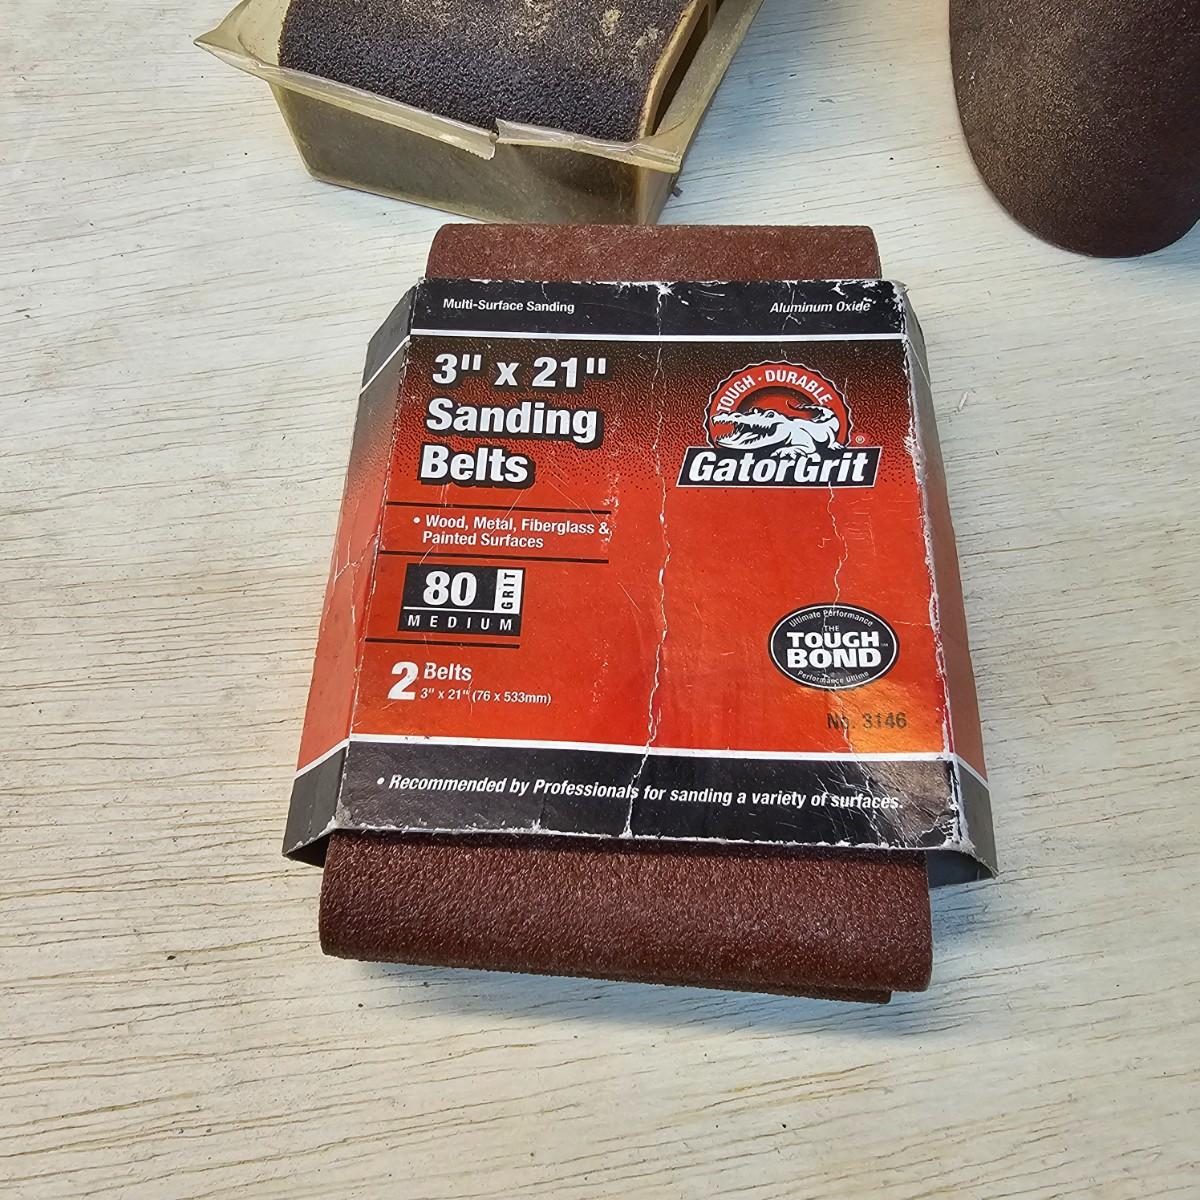 Multi-Surface Sanding
Aluminum Oxide
3" x 21"
Sanding
Belts
TOUGH · DURABLE
GatorGrit®
• Wood, Metal, Fiberglass &
Painted Surfaces
80 GRIT
MEDIUM
2 Belts
3" x 21" (76 x 533mm)
Ultimate Performance
THE
TOUGH
BOND™
Performance Ultime
No. 3146
• Recommended by Professionals for sanding a variety of surfaces.